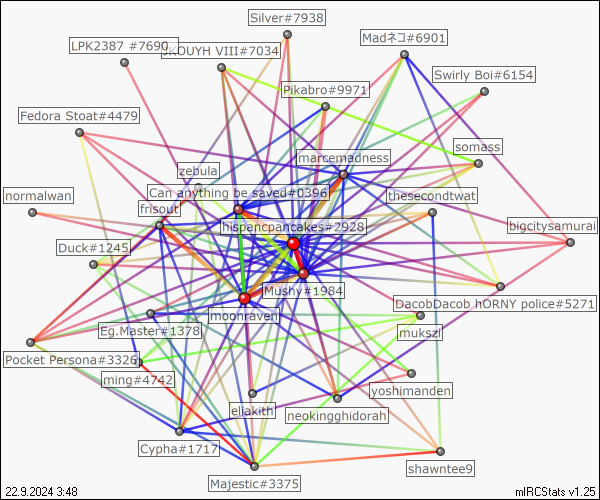 Silver#7938
Madネコ#6901
LPK2387 #7690
JKOUYH VIII#7034
Swirly Boi#6154
Pikabro#9971
Fedora Stoat#4479
somass
marcemadness
zebula
Can anything be saved#0396
thesecondtwat
normalwan
frisout
hispancpancakes#2928
bigcitysamurai
Duck#1245
Mushy#1984
DacobDacob hORNY police#5271
moonraven
Eg.Master#1378
mukszi
Pocket Persona#3326
ming#4742
yoshimanden
eliakith
neokingghidorah
Cypha#1717
shawntee9
Majestic#3375
22.9.2024 3:48
mIRCStats v1.25